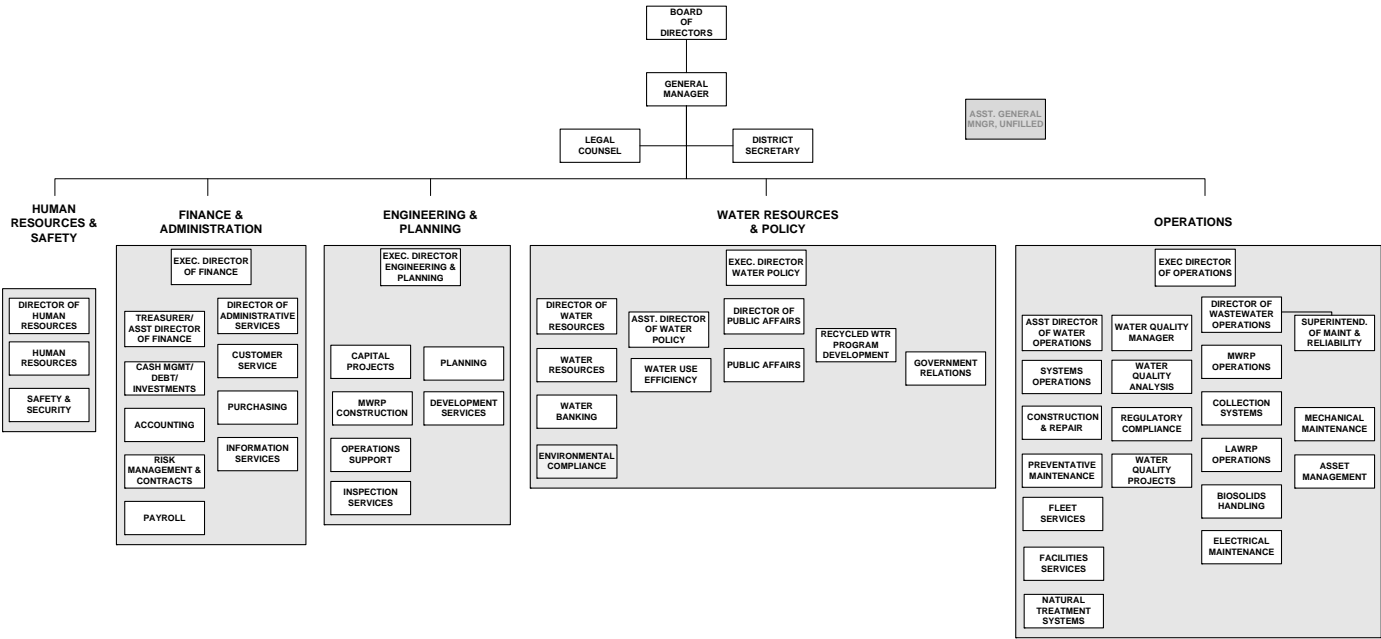 BOARD
OF
DIRECTORS
GENERAL
MANAGER
ASST. GENERAL
MNGR, UNFILLED
LEGAL
COUNSEL
DISTRICT
SECRETARY
HUMAN
RESOURCES &
SAFETY
DIRECTOR OF
HUMAN
RESOURCES
HUMAN
RESOURCES
SAFETY &
SECURITY
FINANCE &
ADMINISTRATION
EXEC. DIRECTOR
OF FINANCE
TREASURER/
ASST DIRECTOR
OF FINANCE
CASH MGMT/
DEBT/
INVESTMENTS
ACCOUNTING
RISK
MANAGEMENT &
CONTRACTS
PAYROLL
DIRECTOR OF
ADMINISTRATIVE
SERVICES
CUSTOMER
SERVICE
PURCHASING
INFORMATION
SERVICES
ENGINEERING &
PLANNING
EXEC. DIRECTOR
ENGINEERING &
PLANNING
CAPITAL
PROJECTS
MWRP
CONSTRUCTION
OPERATIONS
SUPPORT
INSPECTION
SERVICES
PLANNING
DEVELOPMENT
SERVICES
WATER RESOURCES
& POLICY
EXEC. DIRECTOR
WATER POLICY
DIRECTOR OF
WATER
RESOURCES
WATER
RESOURCES
WATER
BANKING
ENVIRONMENTAL
COMPLIANCE
ASST. DIRECTOR
OF WATER
POLICY
WATER USE
EFFICIENCY
DIRECTOR OF
PUBLIC AFFAIRS
PUBLIC AFFAIRS
RECYCLED WTR
PROGRAM
DEVELOPMENT
GOVERNMENT
RELATIONS
OPERATIONS
EXEC DIRECTOR
OF OPERATIONS
ASST DIRECTOR
OF WATER
OPERATIONS
SYSTEMS
OPERATIONS
CONSTRUCTION
& REPAIR
PREVENTATIVE
MAINTENANCE
FLEET
SERVICES
FACILITIES
SERVICES
NATURAL
TREATMENT
SYSTEMS
WATER QUALITY
MANAGER
WATER
QUALITY
ANALYSIS
REGULATORY
COMPLIANCE
WATER
QUALITY
PROJECTS
DIRECTOR OF
WASTEWATER
OPERATIONS
MWRP
OPERATIONS
COLLECTION
SYSTEMS
LAWRP
OPERATIONS
BIOSOLIDS
HANDLING
ELECTRICAL
MAINTENANCE
SUPERINTEND.
OF MAINT &
RELIABILITY
MECHANICAL
MAINTENANCE
ASSET
MANAGEMENT